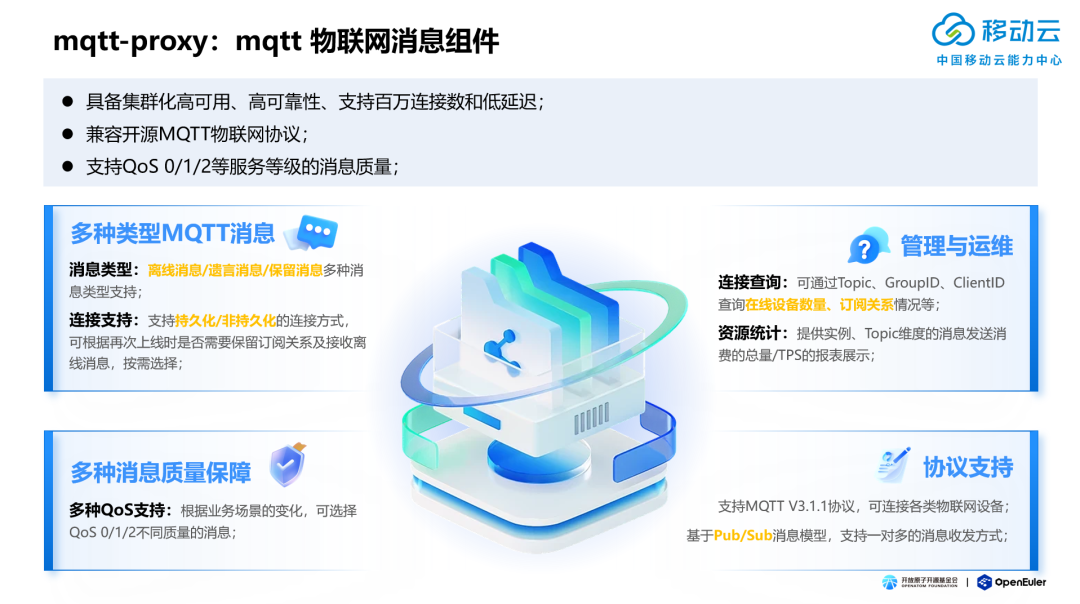 mqtt-proxy：mqtt 物联网消息组件
移动云
中国移动云能力中心
● 具备集群化高可用、高可靠性、支持百万连接数和低延迟；
● 兼容开源MQTT物联网协议；
● 支持QoS 0/1/2等服务等级的消息质量；
多种类型MQTT消息
消息类型：离线消息/遗言消息/保留消息多种消
息类型支持；
连接支持：支持持久化/非持久化的连接方式，
可根据再次上线时是否需要保留订阅关系及接收离
线消息，按需选择；
管理与运维
连接查询：可通过Topic、GroupID、ClientID
查询在线设备数量、订阅关系情况等；
资源统计：提供实例、Topic维度的消息发送消
费的总量/TPS的报表展示；
多种消息质量保障
多种QoS支持：根据业务场景的变化，可选择
QoS 0/1/2不同质量的消息；
协议支持
支持MQTT V3.1.1协议，可连接各类物联网设备；
基于Pub/Sub消息模型，支持一对多的消息收发方式；
开放原子开源基金会
OPENATOM FOUNDATION
OpenEuler